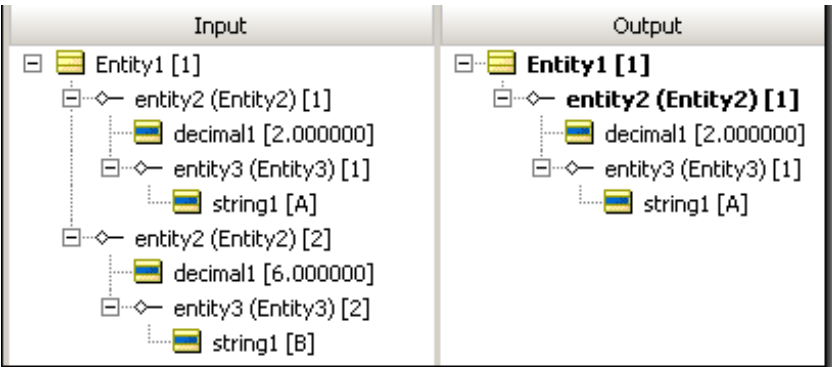 Input
Entity1 [1]
entity2 (Entity2) [1]
decimal1 [2.000000]
entity3 (Entity3) [1]
string1 [A]
entity2 (Entity2) [2]
decimal1 [6.000000]
entity3 (Entity3) [2]
string1 [B]
Output
Entity1 [1]
entity2 (Entity2) [1]
decimal1 [2.000000]
entity3 (Entity3) [1]
string1 [A]